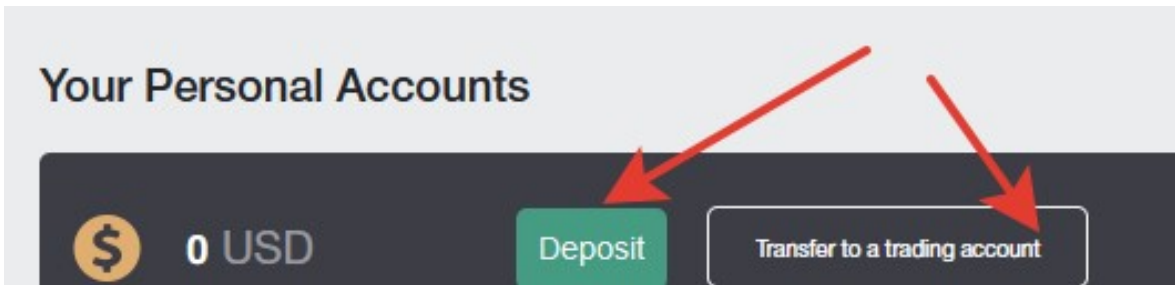 Your Personal Accounts
$ 0 USD Deposit Transfer to a trading account